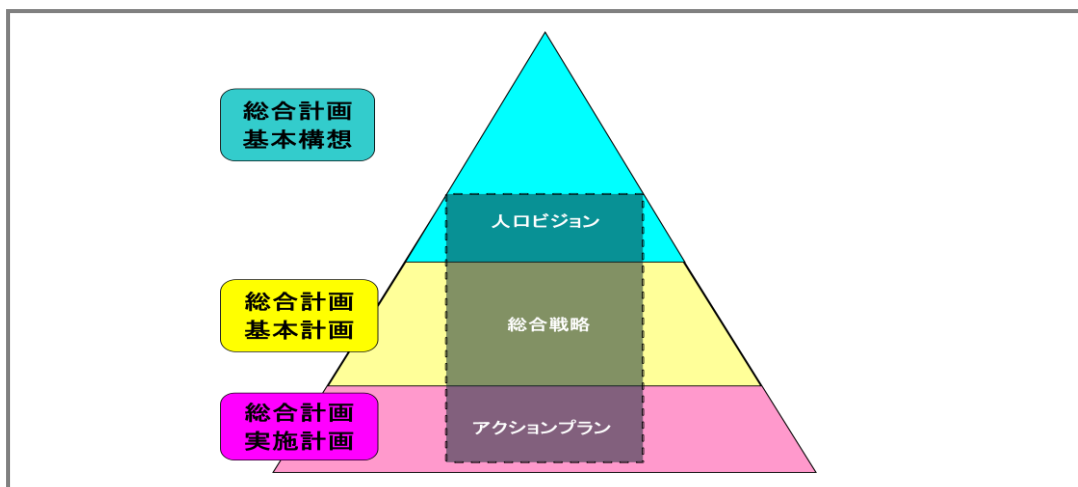 総合計画
基本構想
人口ビジョン
総合計画
基本計画
総合戦略
総合計画
実施計画
アクションプラン